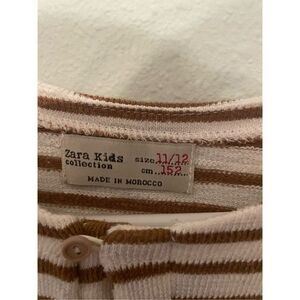 Zara Kids size 11/12
collection cm 152
MADE IN MOROCCO